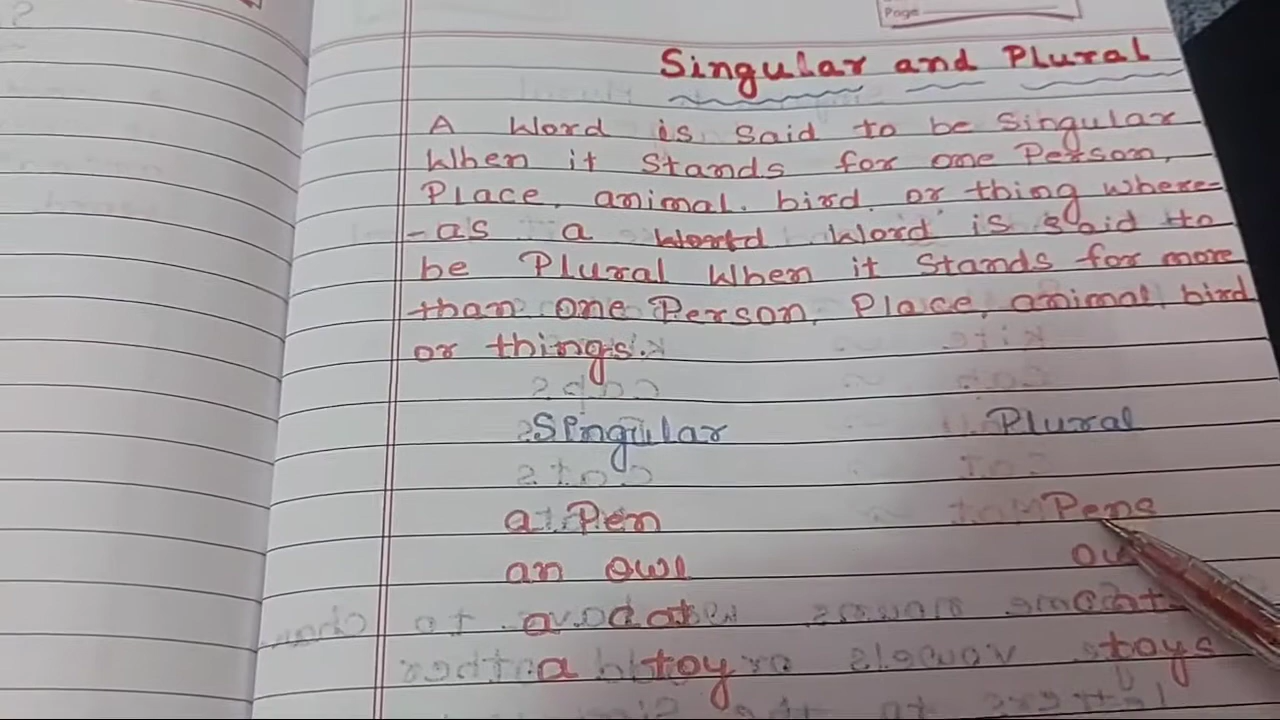 Page
Singular and Plural
A Word is Said to be Singular
When it Stands for one Person,
Place, animal, bird, or thing where-
-as a Word is said to
be Plural When it Stands for more
than one Person, Place, animal, bird
or things.
Singular Plural
a Pen Pens
an owl
a cat cats
a toy toys